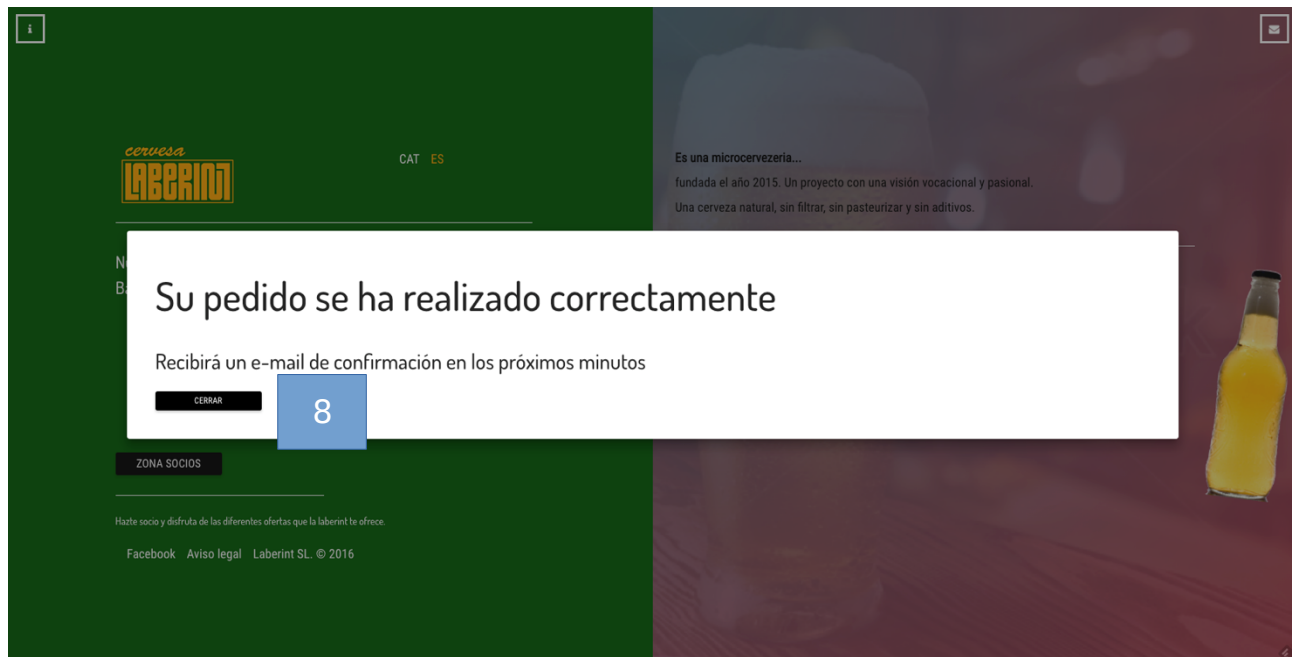 i
cervesa
LABERINT
CAT ES
Es una microcervezeria...
fundada el año 2015. Un proyecto con una visión vocacional y pasional.
Una cerveza natural, sin filtrar, sin pasteurizar y sin aditivos.
Su pedido se ha realizado correctamente
Recibirá un e-mail de confirmación en los próximos minutos
CERRAR
8
ZONA SOCIOS
Hazte socio y disfruta de las diferentes ofertas que la laberint te ofrece.
Facebook Aviso legal Laberint SL. © 2016